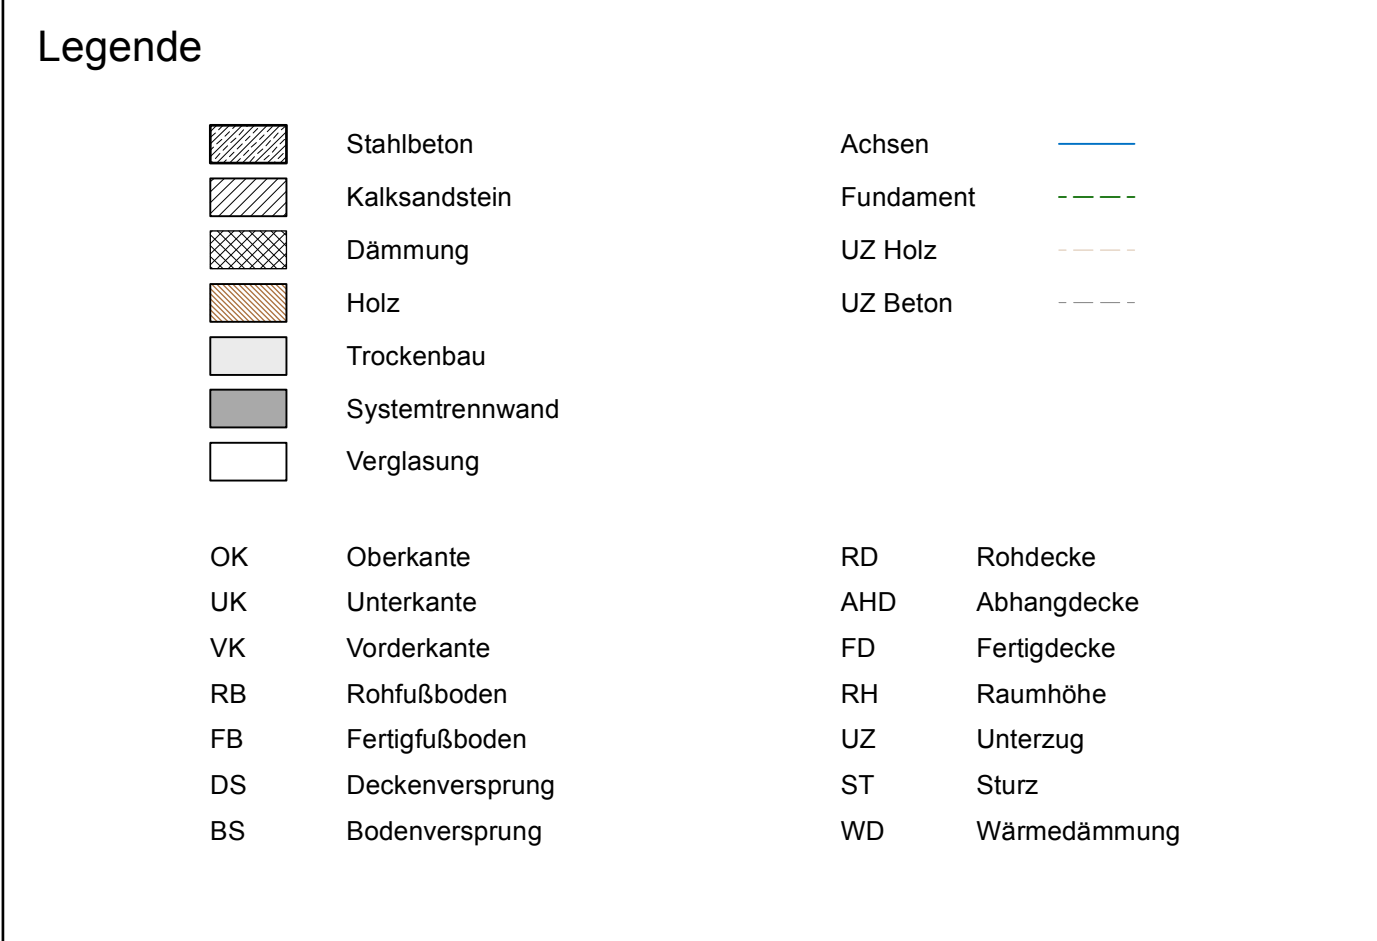 Legende
Stahlbeton
Kalksandstein
Dämmung
Holz
Trockenbau
Systemtrennwand
Verglasung
Achsen
Fundament
UZ Holz
UZ Beton
OK Oberkante
UK Unterkante
VK Vorderkante
RB Rohfußboden
FB Fertigfußboden
DS Deckenversprung
BS Bodenversprung
RD Rohdecke
AHD Abhangdecke
FD Fertigdecke
RH Raumhöhe
UZ Unterzug
ST Sturz
WD Wärmedämmung